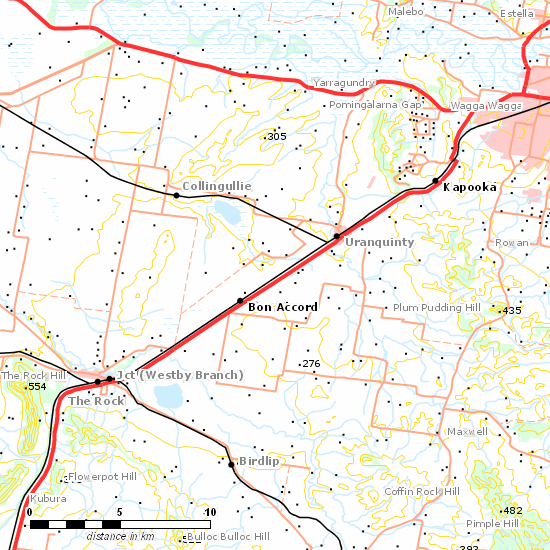 Malebo
Estella
Yarragundry
Pomingalarna Gap
Wagga Wagga
.305
Collingullie
Kapooka
Uranquinty
Rowan
Bon Accord
Plum Pudding Hill
.435
.276
The Rock Hill
Jct (Westby Branch)
.554
The Rock
Maxwell
Birdlip
Flowerpot Hill
Coffin Rock Hill
Kubura
.482
0 5 10
Pimple Hill
distance in km
Bulloc Bulloc Hill
.392